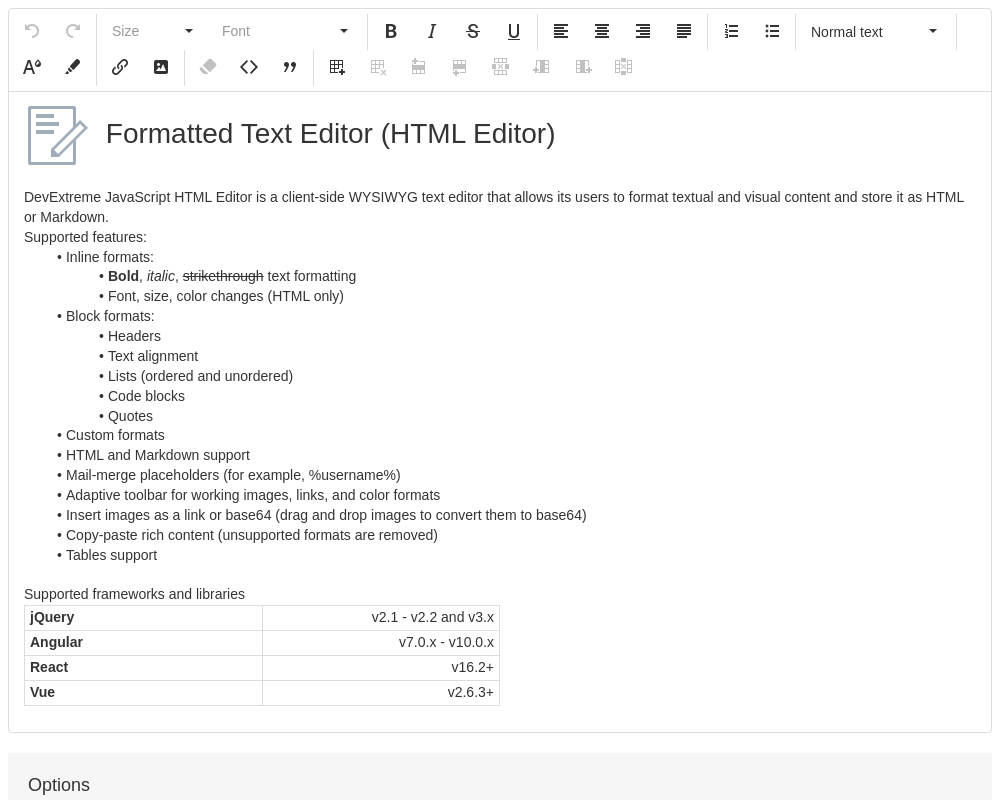 Size Font Normal text
Formatted Text Editor (HTML Editor)
DevExtreme JavaScript HTML Editor is a client-side WYSIWYG text editor that allows its users to format textual and visual content and store it as HTML
or Markdown.
Supported features:
• Inline formats:
• Bold, italic, strikethrough text formatting
• Font, size, color changes (HTML only)
• Block formats:
• Headers
• Text alignment
• Lists (ordered and unordered)
• Code blocks
• Quotes
• Custom formats
• HTML and Markdown support
• Mail-merge placeholders (for example, %username%)
• Adaptive toolbar for working images, links, and color formats
• Insert images as a link or base64 (drag and drop images to convert them to base64)
• Copy-paste rich content (unsupported formats are removed)
• Tables support
Supported frameworks and libraries
jQuery v2.1 - v2.2 and v3.x
Angular v7.0.x - v10.0.x
React v16.2+
Vue v2.6.3+
Options